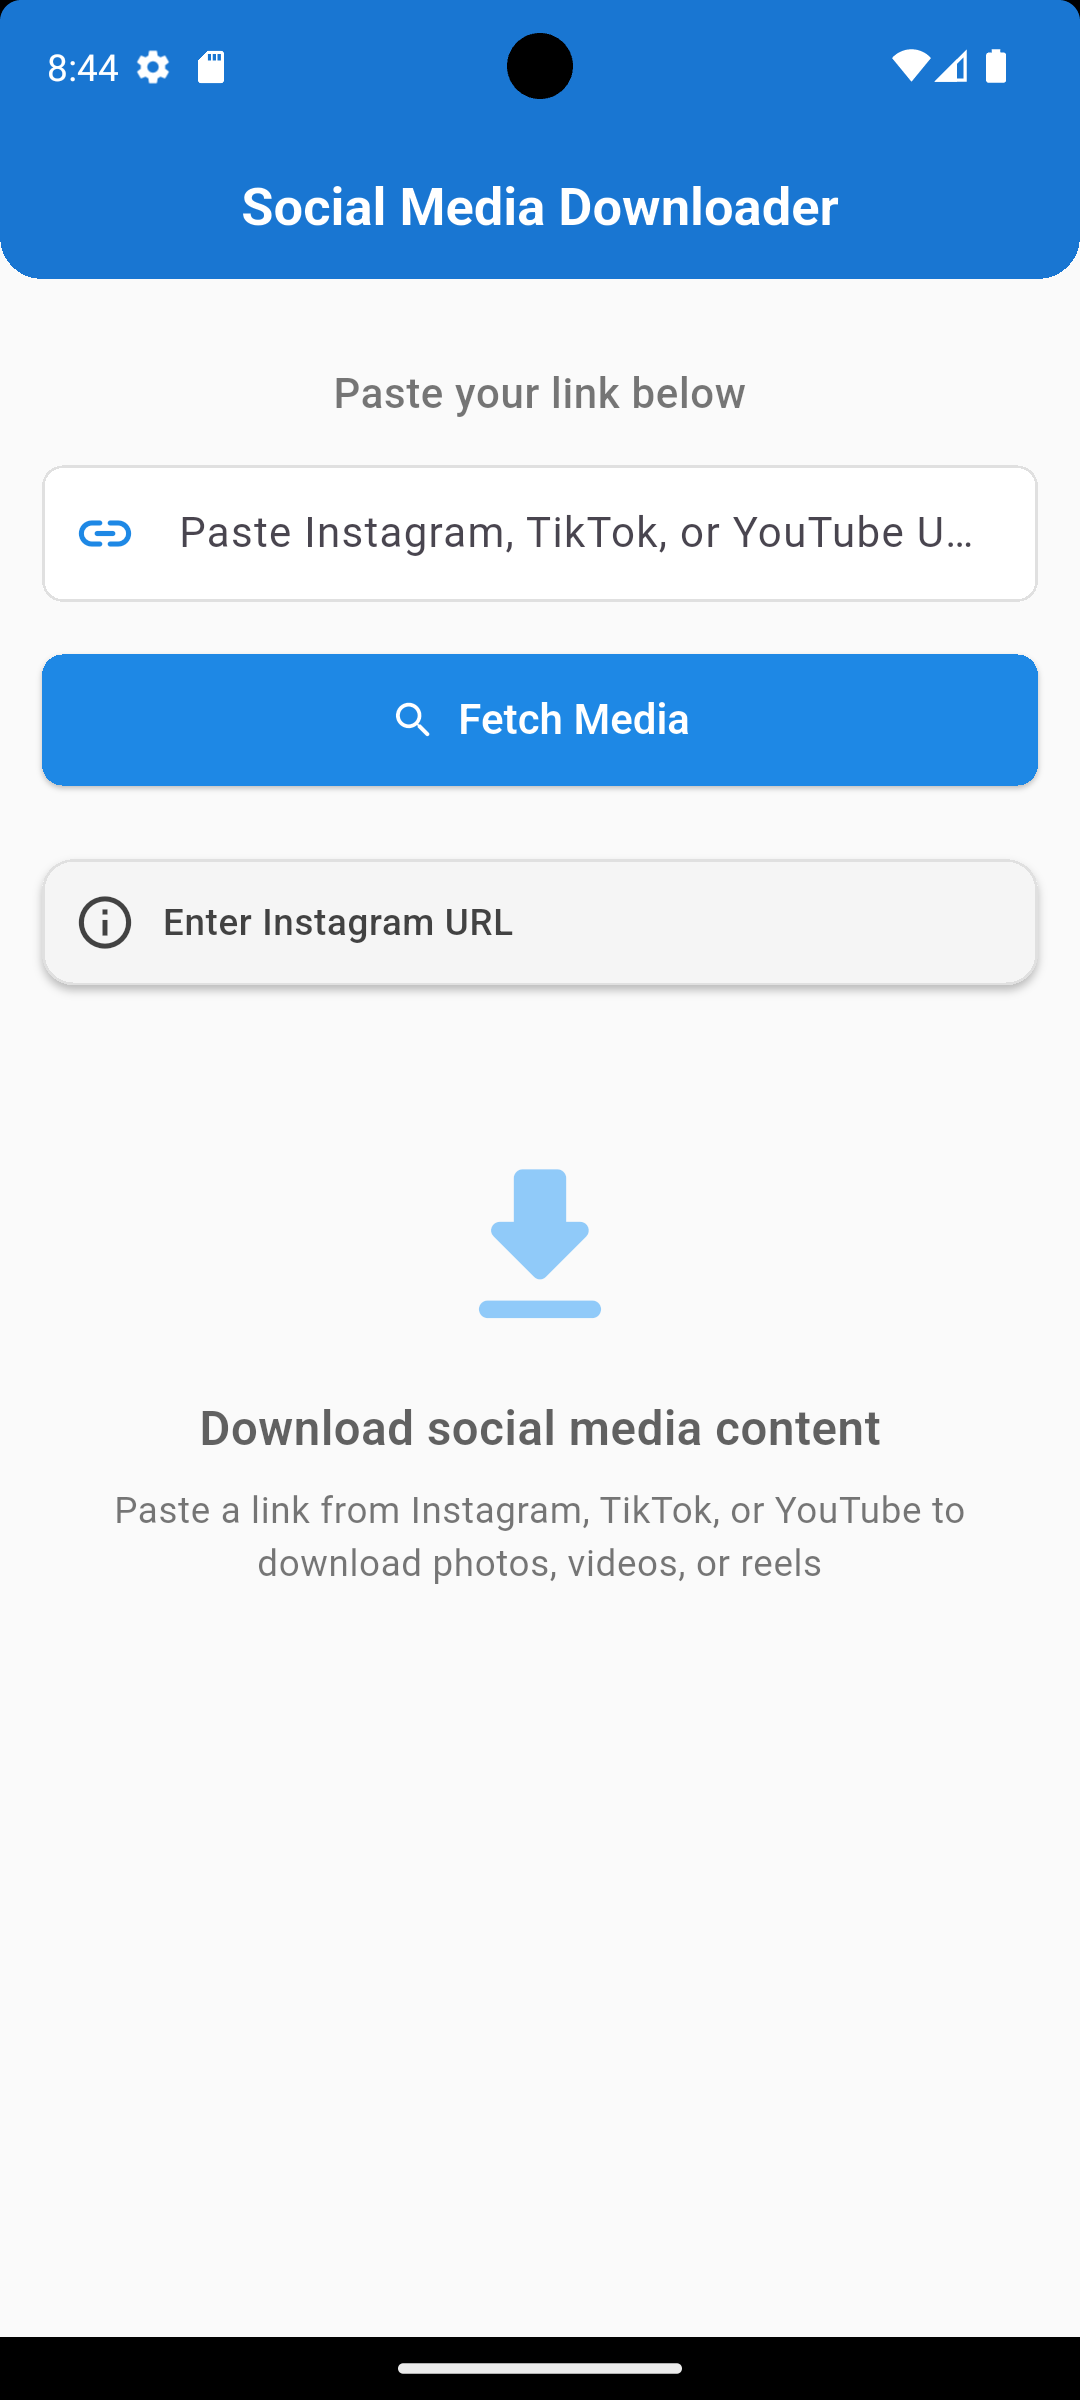 8:44
Social Media Downloader
Paste your link below
Paste Instagram, TikTok, or YouTube U...
Fetch Media
Enter Instagram URL
Download social media content
Paste a link from Instagram, TikTok, or YouTube to
download photos, videos, or reels